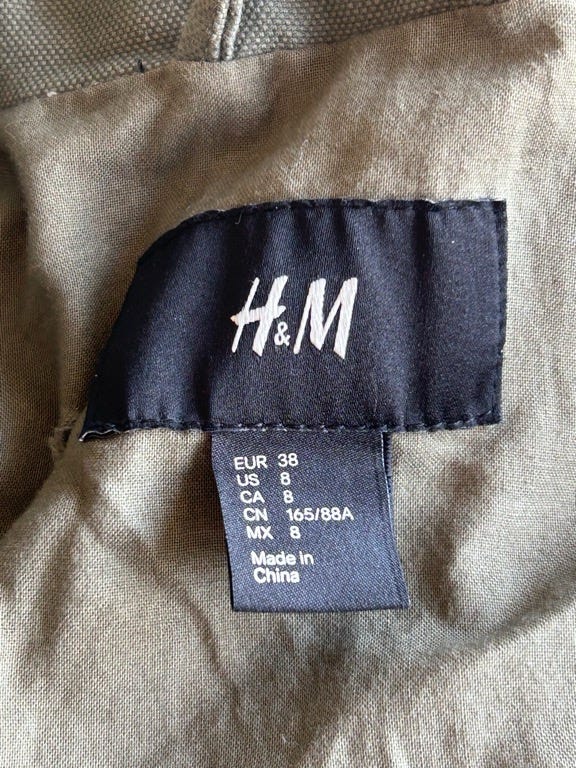 H&M
EUR 38
US 8
CA 8
CN 165/88A
MX 8
Made in
China